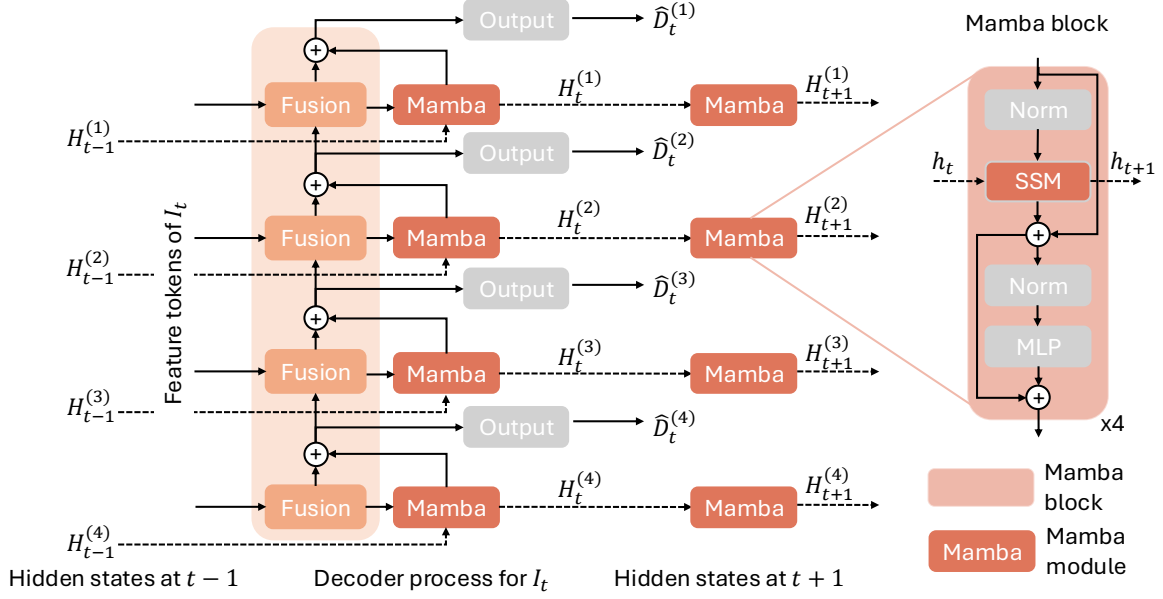 Output
$\widehat{D}_t^{(1)}$
Mamba block
Fusion
Mamba
$H_t^{(1)}$
Mamba
$H_{t+1}^{(1)}$
Norm
$H_{t-1}^{(1)}$
Output
$\widehat{D}_t^{(2)}$
$h_t$
SSM
$h_{t+1}$
Feature tokens of $I_t$
Fusion
Mamba
$H_t^{(2)}$
Mamba
$H_{t+1}^{(2)}$
$H_{t-1}^{(2)}$
Output
$\widehat{D}_t^{(3)}$
Norm
MLP
Fusion
Mamba
$H_t^{(3)}$
Mamba
$H_{t+1}^{(3)}$
$H_{t-1}^{(3)}$
Output
$\widehat{D}_t^{(4)}$
x4
Fusion
Mamba
$H_t^{(4)}$
Mamba
$H_{t+1}^{(4)}$
$H_{t-1}^{(4)}$
Mamba
block
Mamba
Mamba
module
Hidden states at $t-1$
Decoder process for $I_t$
Hidden states at $t+1$